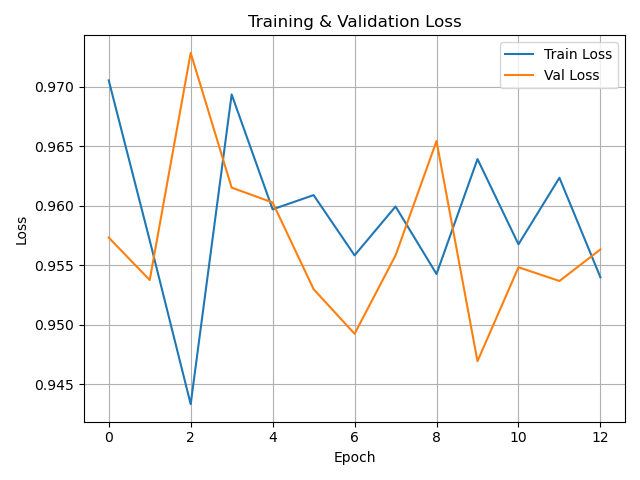 Training & Validation Loss
Train Loss
Val Loss
0.970
0.965
0.960
0.955
0.950
0.945
Loss
0 2 4 6 8 10 12
Epoch